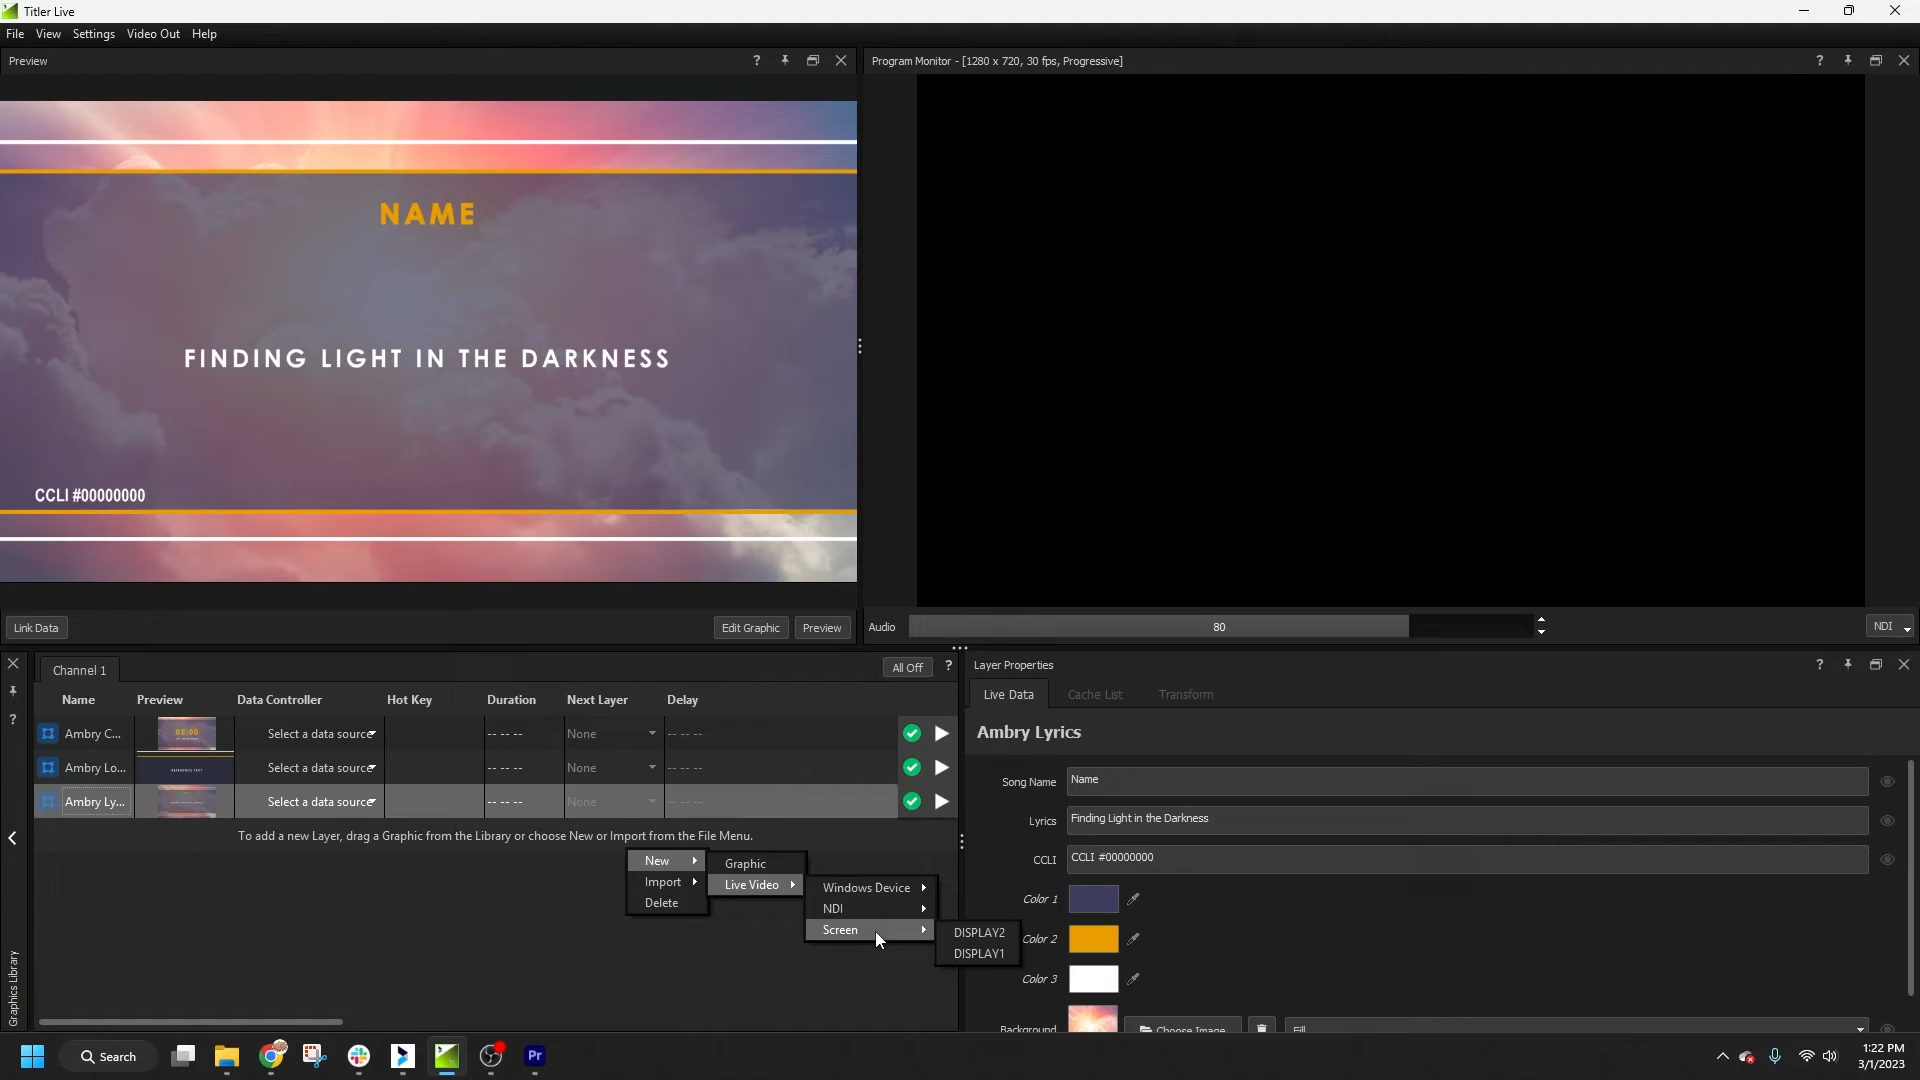 Titler Live
File View Settings Video Out Help
Preview
Program Monitor - [1280 x 720, 30 fps, Progressive]
NAME
FINDING LIGHT IN THE DARKNESS
CCLI #00000000
Link Data
Edit Graphic
Preview
Audio
80
NDI
Channel 1
All Off
Name Preview Data Controller Hot Key Duration Next Layer Delay
Ambry C... 05:00 Select a data source -- -- -- None -- -- --
Ambry Lo... REFERENCE TEXT Select a data source -- -- -- None -- -- --
Ambry Ly... Select a data source -- -- -- None -- -- --
To add a new Layer, drag a Graphic from the Library or choose New or Import from the File Menu.
New
Import
Delete
Graphic
Live Video
Windows Device
NDI
Screen
DISPLAY2
DISPLAY1
Graphics Library
Layer Properties
Live Data Cache List Transform
Ambry Lyrics
Song Name Name
Lyrics Finding Light in the Darkness
CCLI CCLI #00000000
Color 1
Color 2
Color 3
Background Choose Image Fill
Search
Pr
1:22 PM
3/1/2023